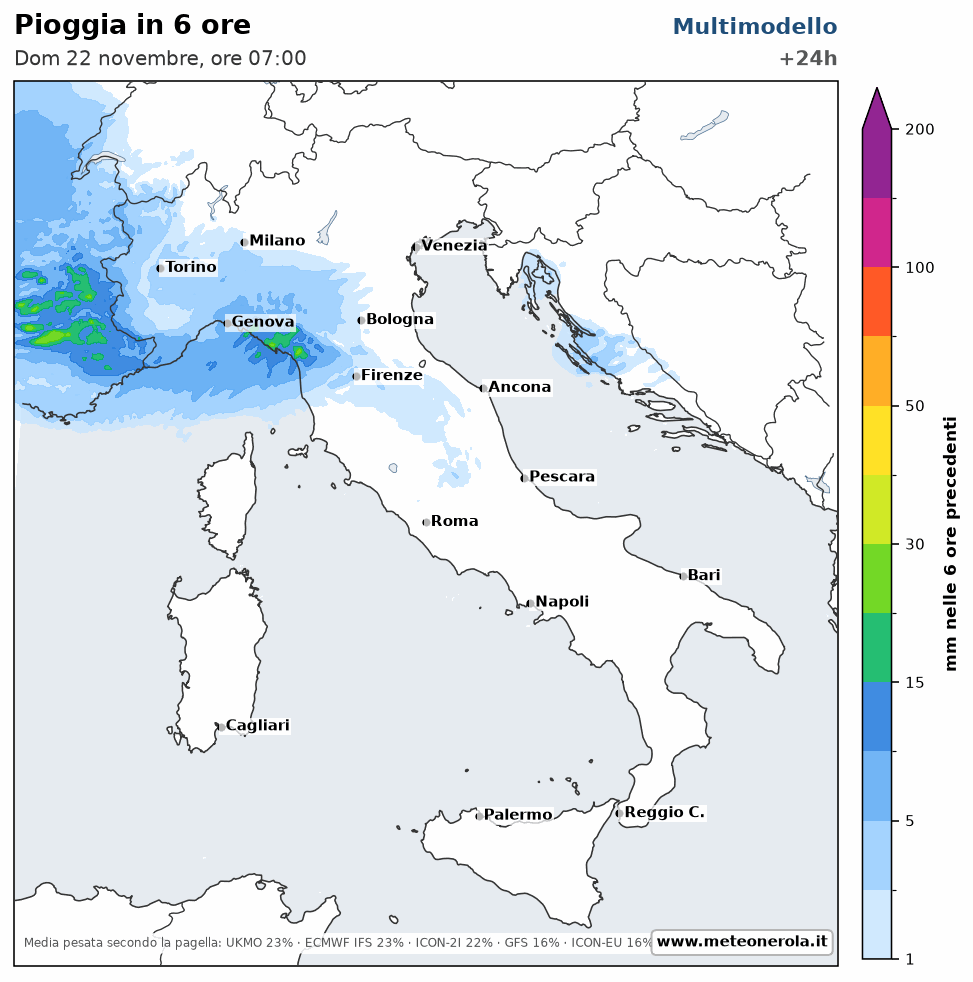 Pioggia in 6 ore
Multimodello
Dom 22 novembre, ore 07:00
+24h
200
100
50
30
15
5
1
mm nelle 6 ore precedenti
Milano
Venezia
Torino
Genova
Bologna
Firenze
Ancona
Pescara
Roma
Bari
Napoli
Cagliari
Palermo
Reggio C.
Media pesata secondo la pagella: UKMO 23% · ECMWF IFS 23% · ICON-2I 22% · GFS 16% · ICON-EU 16%
www.meteonerola.it